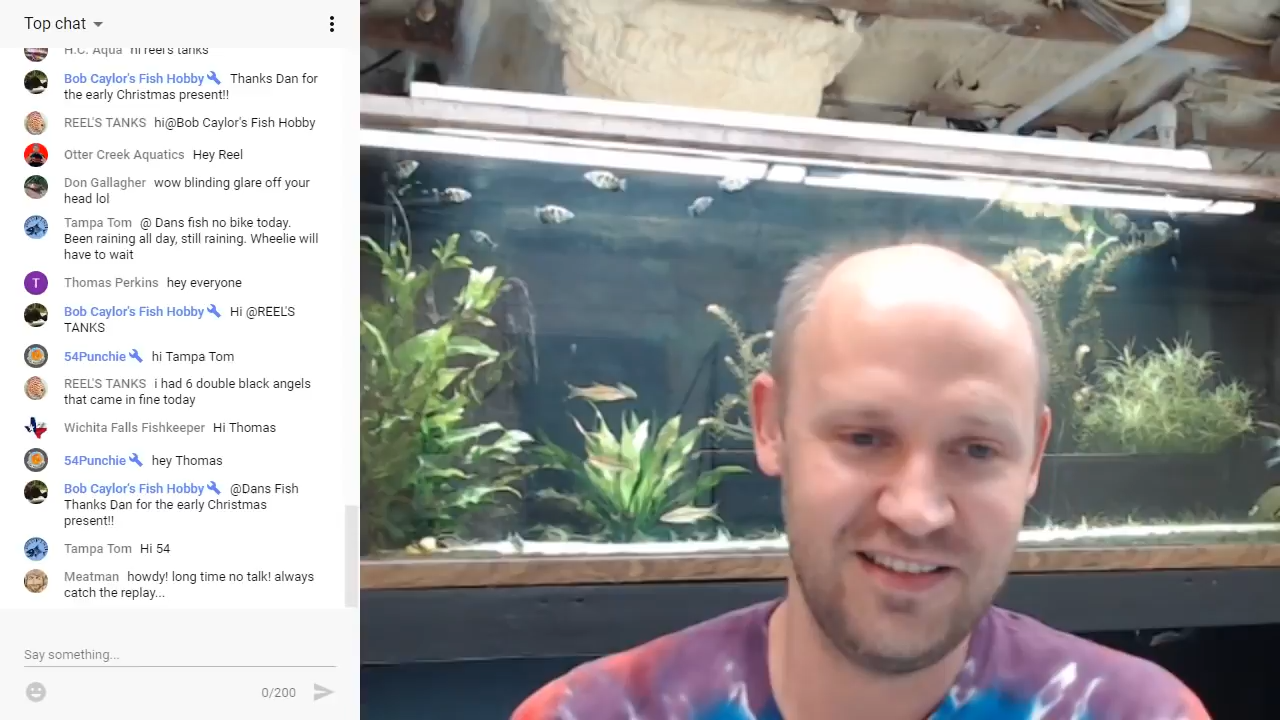 Top chat
H.C. Aqua hi reel's tanks
Bob Caylor's Fish Hobby Thanks Dan for
the early Christmas present!!
REEL'S TANKS hi@Bob Caylor's Fish Hobby
Otter Creek Aquatics Hey Reel
Don Gallagher wow blinding glare off your
head lol
Tampa Tom @ Dans fish no bike today.
Been raining all day, still raining. Wheelie will
have to wait
T Thomas Perkins hey everyone
Bob Caylor's Fish Hobby Hi @REEL'S
TANKS
54Punchie hi Tampa Tom
REEL'S TANKS i had 6 double black angels
that came in fine today
Wichita Falls Fishkeeper Hi Thomas
54Punchie hey Thomas
Bob Caylor's Fish Hobby @Dans Fish
Thanks Dan for the early Christmas
present!!
Tampa Tom Hi 54
Meatman howdy! long time no talk! always
catch the replay...
Say something...
0/200